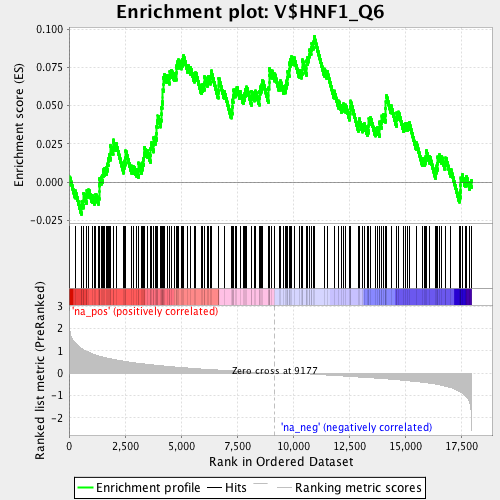 Enrichment plot: V$HNF1_Q6
Enrichment score (ES)
0.100
0.075
0.050
0.025
0.000
-0.025
'na_pos' (positively correlated)
Zero cross at 9177
'na_neg' (negatively correlated)
Ranked list metric (PreRanked)
3
2
1
0
-1
-2
0
2,500
5,000
7,500
10,000
12,500
15,000
17,500
Rank in Ordered Dataset
Enrichment profile
Hits
Ranking metric scores